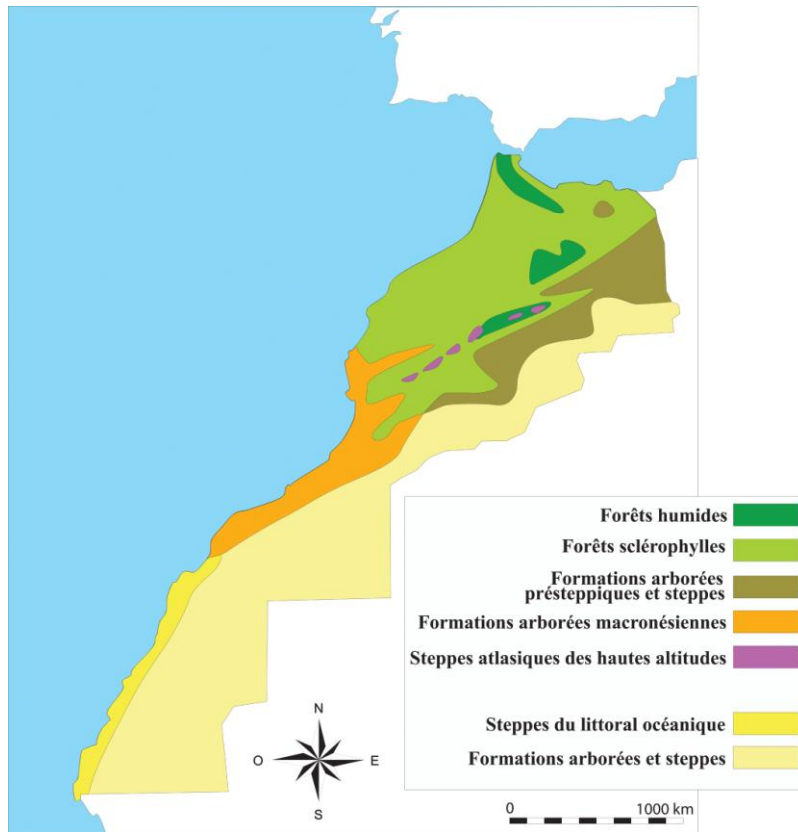 Forêts humides
Forêts sclérophylles
Formations arborées
présteppiques et steppes
Formations arborées macronésiennes
Steppes atlasiques des hautes altitudes
Steppes du littoral océanique
Formations arborées et steppes
N
O
E
S
0
1000 km